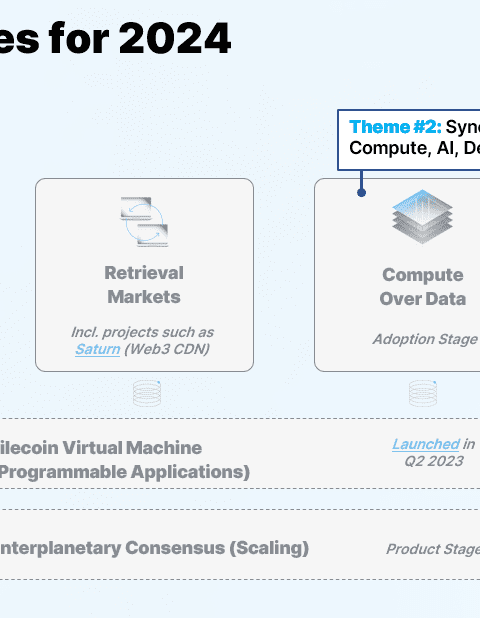 es for 2024
Theme #2: Sync
Compute, AI, De
Retrieval
Markets
Incl. projects such as
Saturn (Web3 CDN)
Compute
Over Data
Adoption Stage
ilecoin Virtual Machine
Programmable Applications)
Launched in
Q2 2023
nterplanetary Consensus (Scaling)
Product Stage